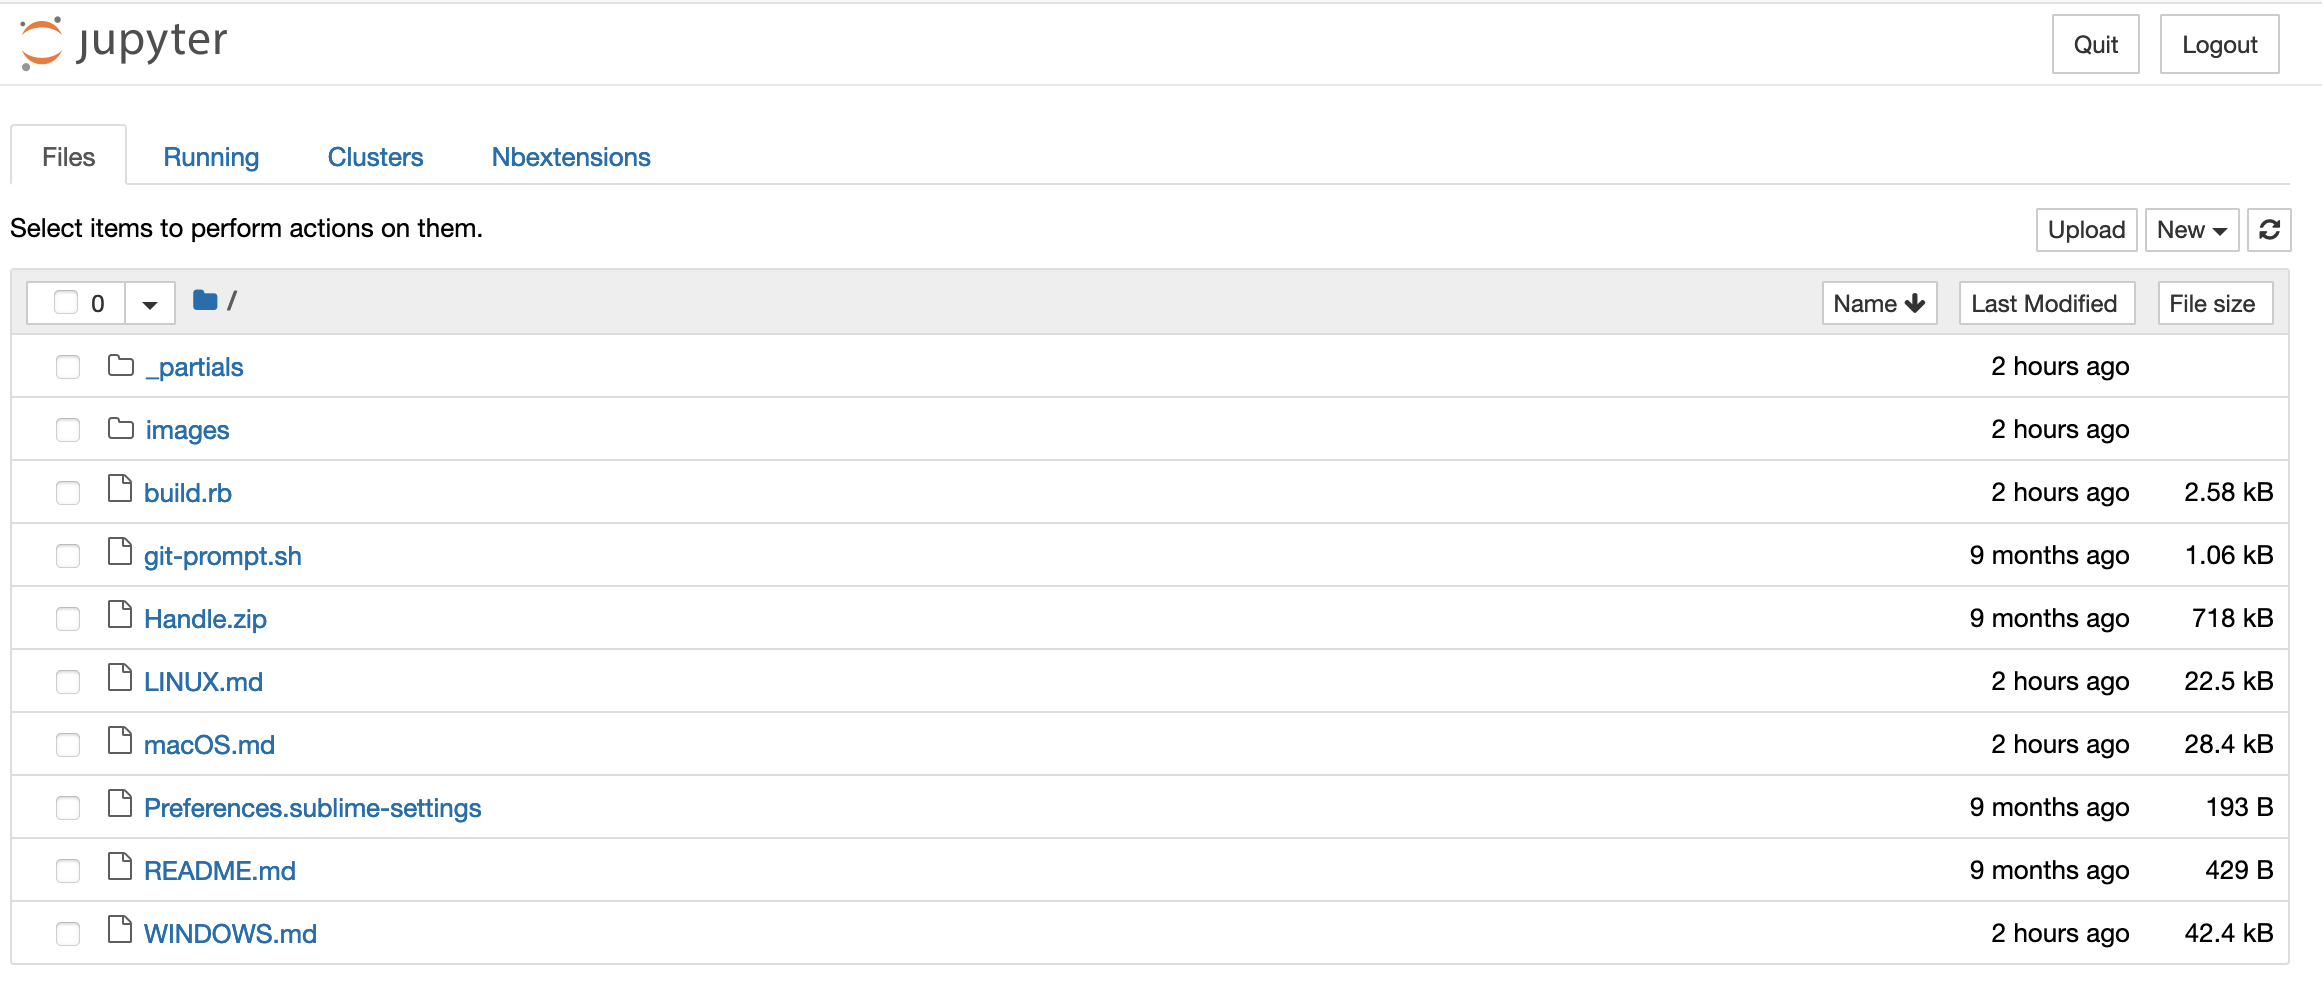 jupyter Quit Logout
Files Running Clusters Nbextensions
Select items to perform actions on them. Upload New
0 / Name Last Modified File size
_partials 2 hours ago
images 2 hours ago
build.rb 2 hours ago 2.58 kB
git-prompt.sh 9 months ago 1.06 kB
Handle.zip 9 months ago 718 kB
LINUX.md 2 hours ago 22.5 kB
macOS.md 2 hours ago 28.4 kB
Preferences.sublime-settings 9 months ago 193 B
README.md 9 months ago 429 B
WINDOWS.md 2 hours ago 42.4 kB